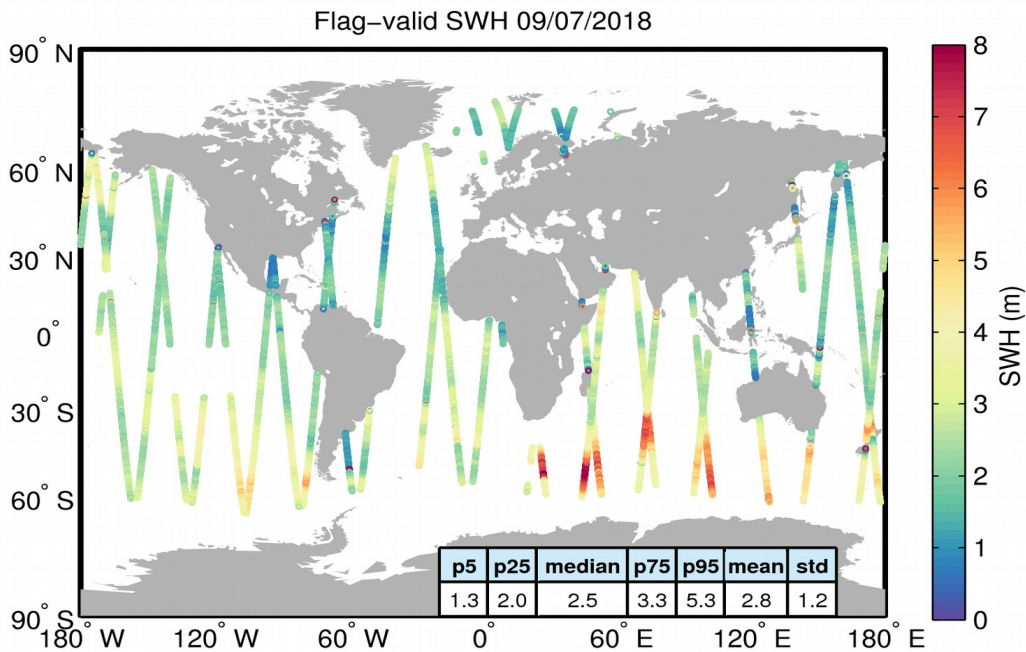 Flag−valid SWH 09/07/2018
90° N
60° N
30° N
0°
30° S
60° S
90° S
180° W
120° W
60° W
0°
60° E
120° E
180° E
p5 p25 median p75 p95 mean std
1.3 2.0 2.5 3.3 5.3 2.8 1.2
8
7
6
5
4
3
2
1
0
SWH (m)